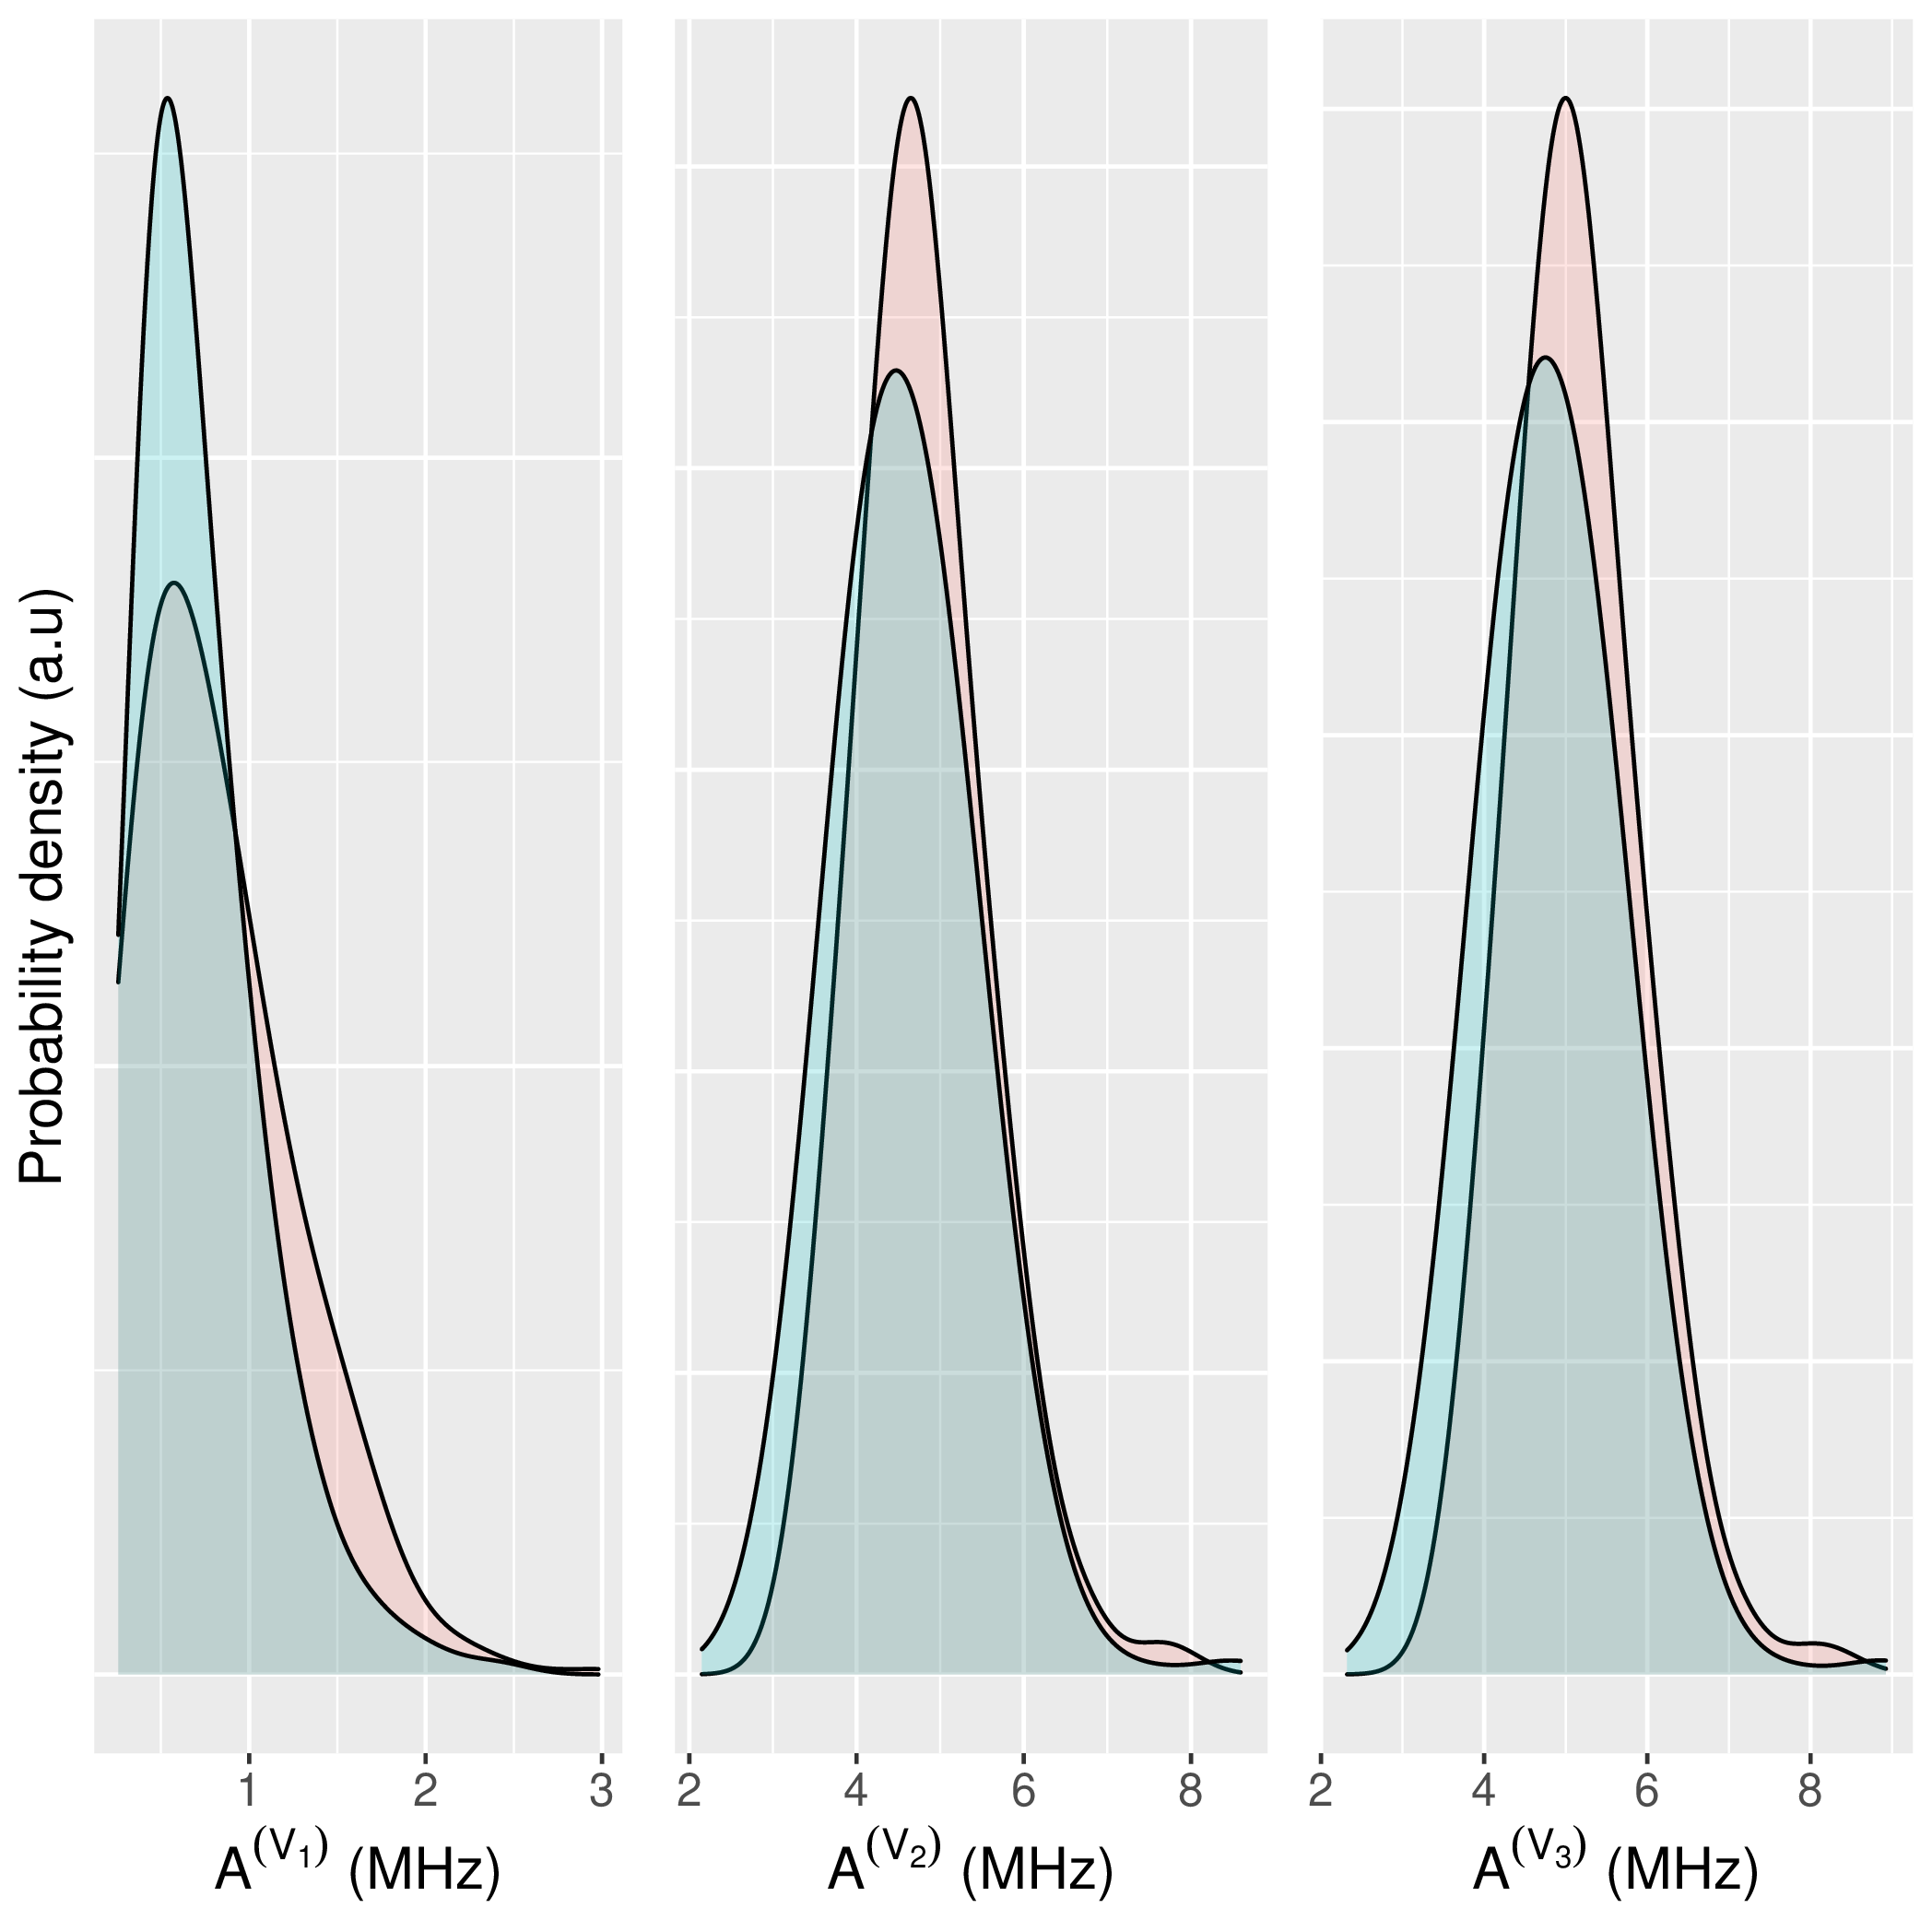 Probability density (a.u)
1 2 3
A^(V₁) (MHz)
2 4 6 8
A^(V₂) (MHz)
2 4 6 8
A^(V₃) (MHz)